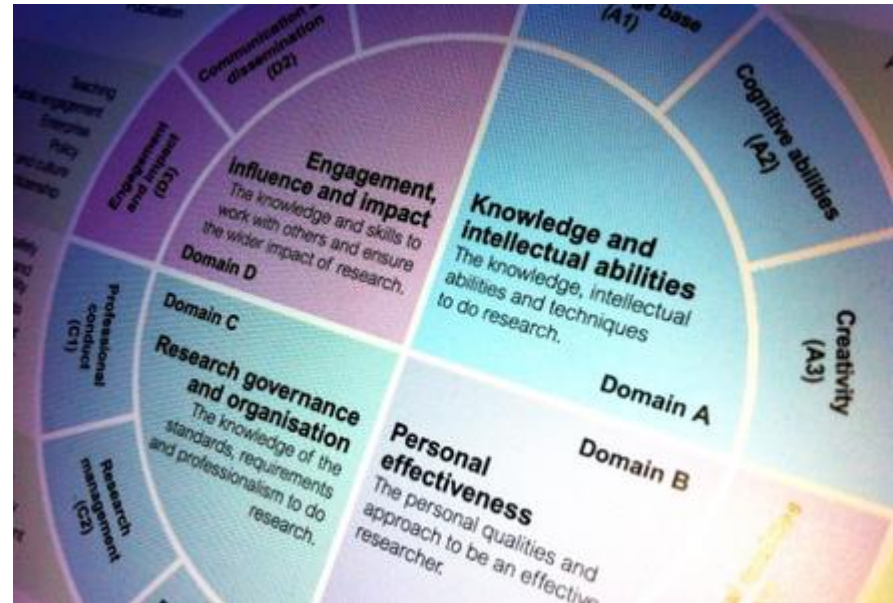 Publication
Teaching
engagement
Enterprise
Policy
and culture
Communication
dissemination
(D2)
Engagement
and impact
(D3)
Engagement,
influence and impact
The knowledge and skills to
work with others and ensure
the wider impact of research.
Domain D
base
(A1)
Cognitive abilities
(A2)
Creativity
(A3)
Knowledge and
intellectual abilities
The knowledge, intellectual
abilities and techniques
to do research.
Domain A
Professional
conduct
(C1)
Research
management
(C2)
Domain C
Research governance
and organisation
The knowledge of the
standards, requirements
and professionalism to do
research.
Domain B
Personal
effectiveness
The personal qualities and
approach to be an effective
researcher.